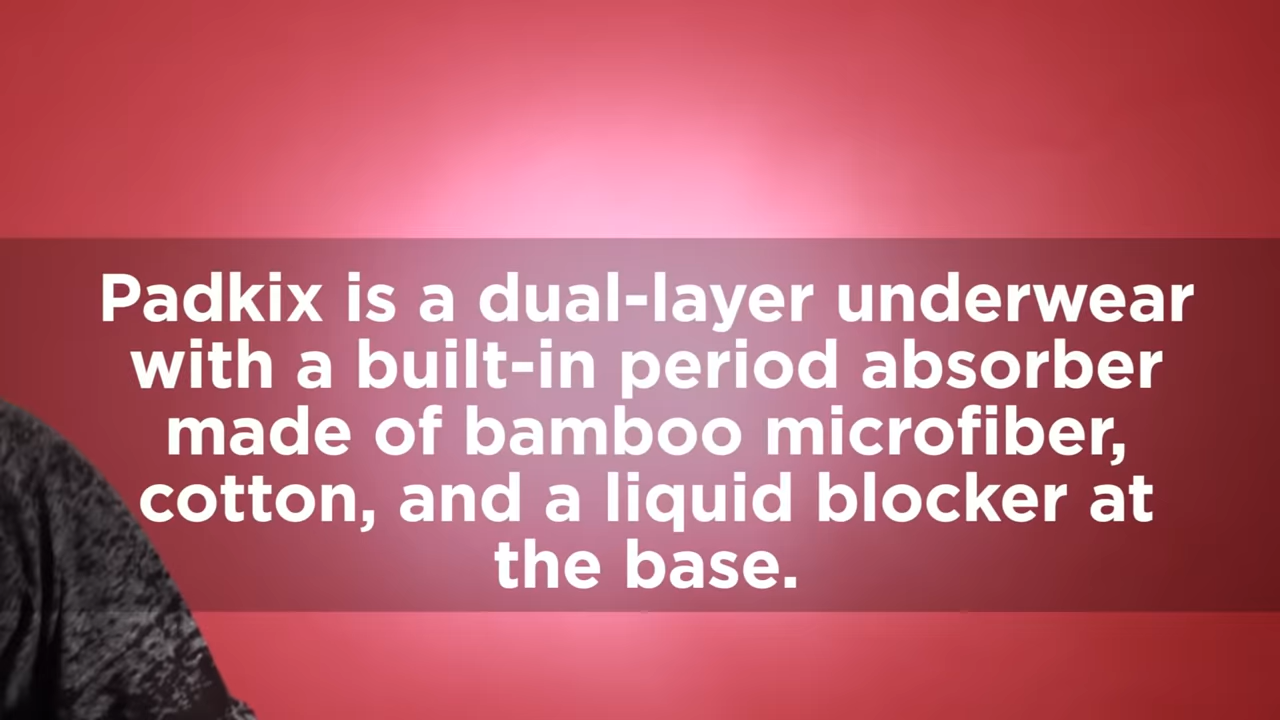 Padkix is a dual-layer underwear
with a built-in period absorber
made of bamboo microfiber,
cotton, and a liquid blocker at
the base.